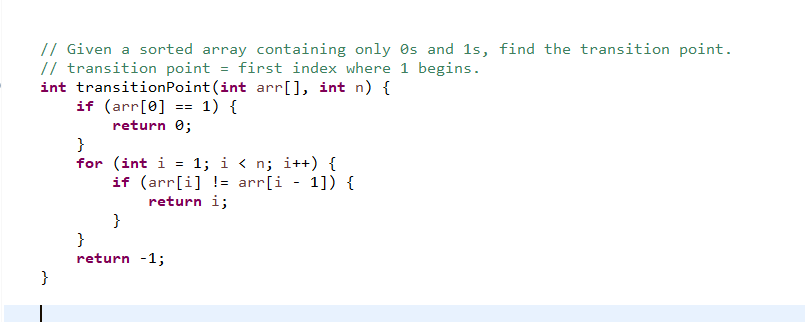 // Given a sorted array containing only 0s and 1s, find the transition point.
// transition point = first index where 1 begins.
int transitionPoint(int arr[], int n) {
    if (arr[0] == 1) {
        return 0;
    }
    for (int i = 1; i < n; i++) {
        if (arr[i] != arr[i - 1]) {
            return i;
        }
    }
    return -1;
}